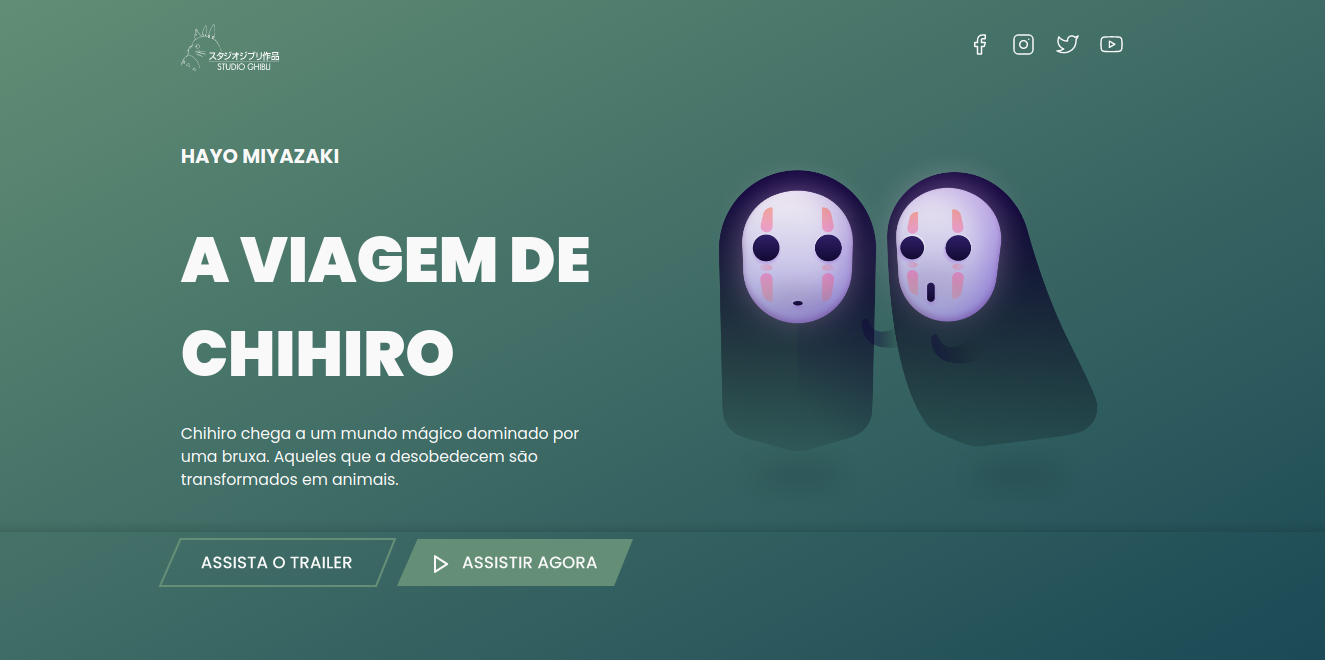 スタジオジブリ作品
STUDIO GHIBLI
HAYO MIYAZAKI
A VIAGEM DE
CHIHIRO
Chihiro chega a um mundo mágico dominado por
uma bruxa. Aqueles que a desobedecem são
transformados em animais.
ASSISTA O TRAILER
ASSISTIR AGORA